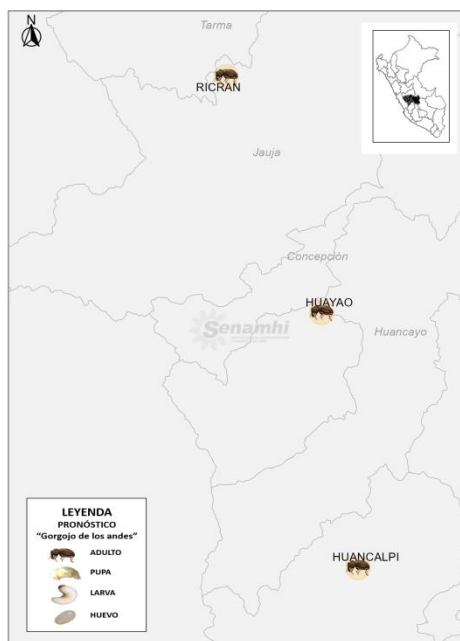 N
Tarma
RICRAN
Jauja
Concepción
HUAYAO
Senamhi
Huancayo
HUANCALPI
LEYENDA
PRONÓSTICO
“Gorgojo de los andes”
ADULTO
PUPA
LARVA
HUEVO